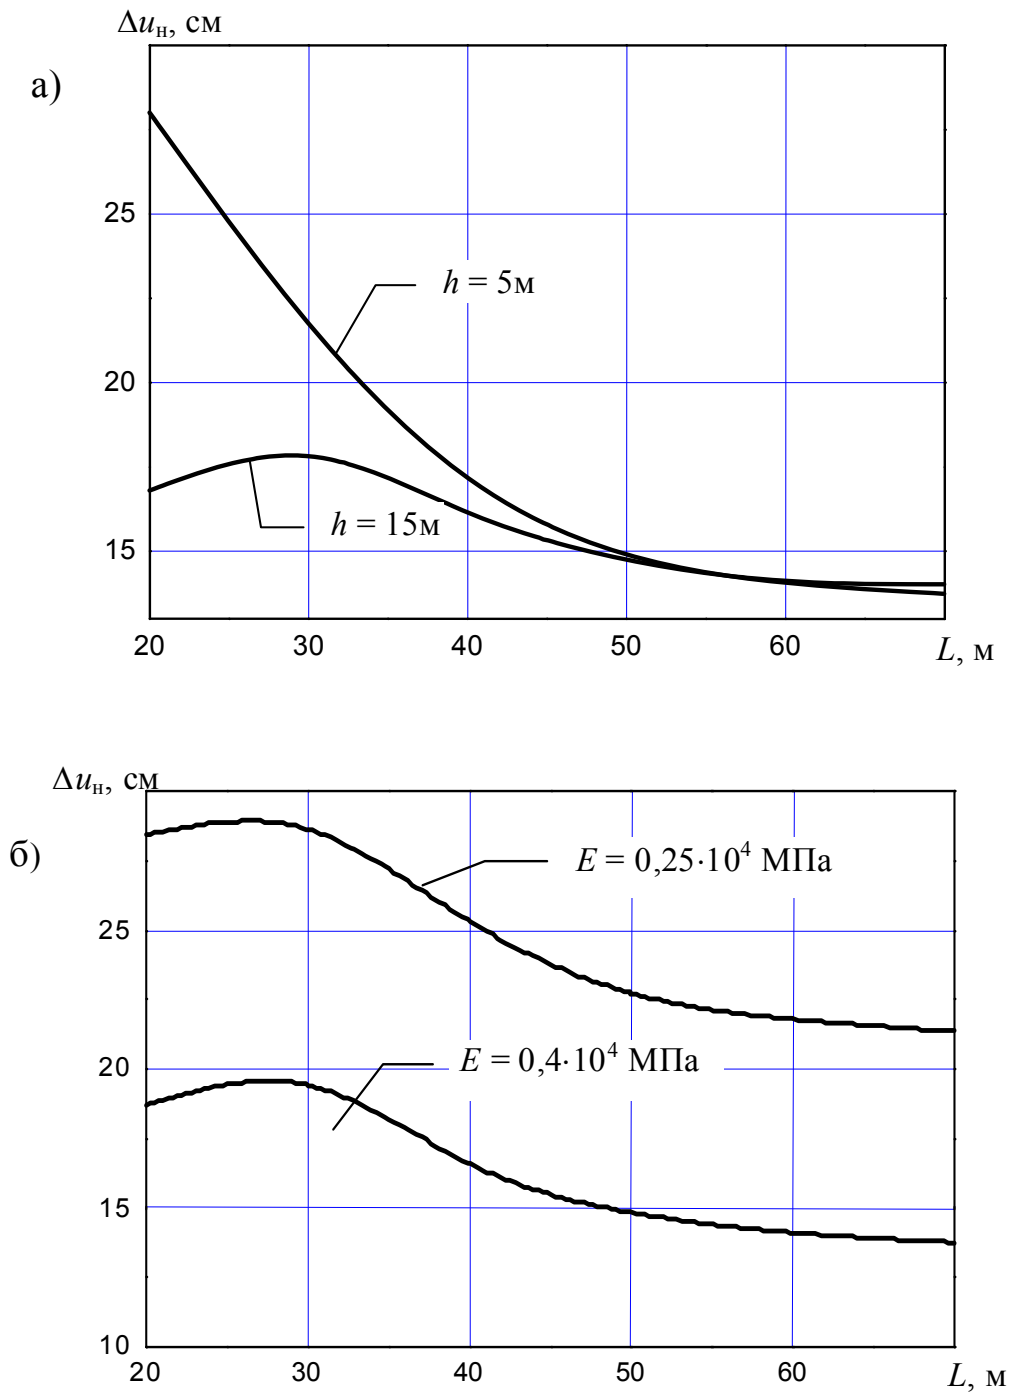 Δuн, см
а)
25
h = 5м
20
h = 15м
15
20 30 40 50 60 L, м
Δuн, см
б)
E = 0,25·10⁴ МПа
25
E = 0,4·10⁴ МПа
20
15
10
20 30 40 50 60 L, м